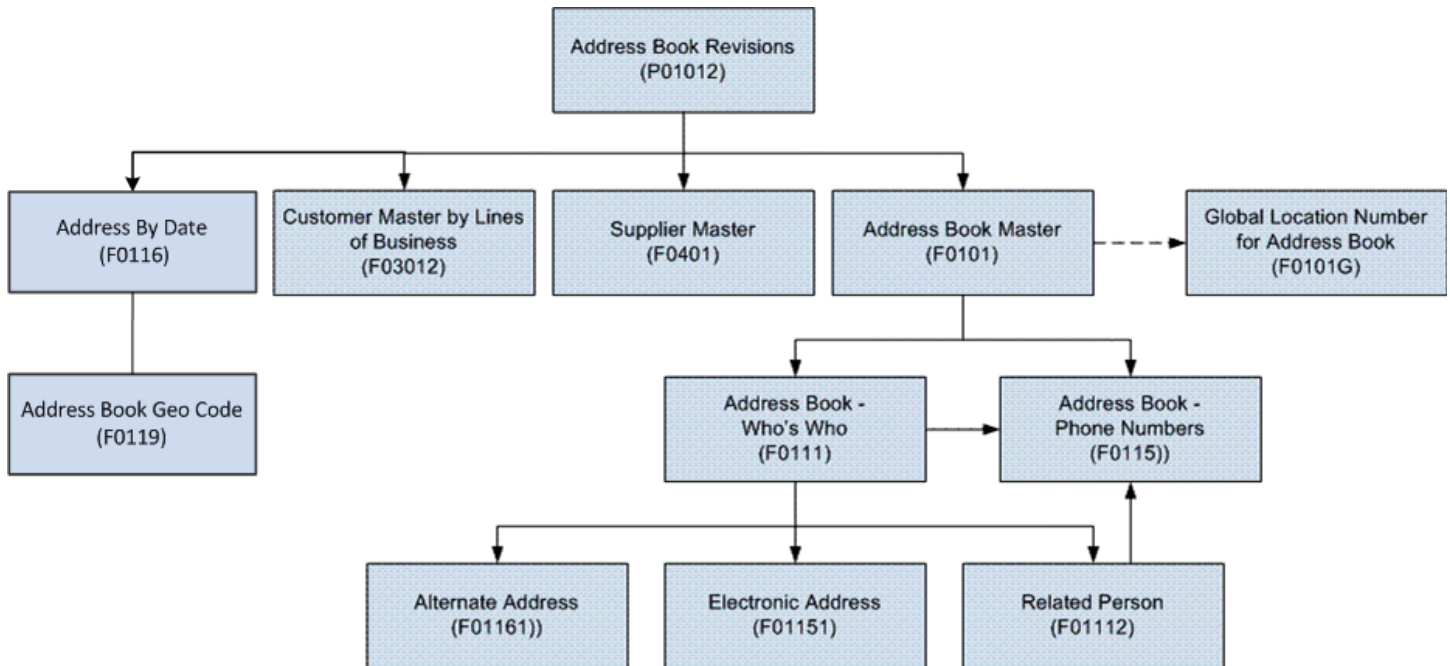 Address Book Revisions
(P01012)
Address By Date
(F0116)
Customer Master by Lines
of Business
(F03012)
Supplier Master
(F0401)
Address Book Master
(F0101)
Global Location Number
for Address Book
(F0101G)
Address Book Geo Code
(F0119)
Address Book -
Who's Who
(F0111)
Address Book -
Phone Numbers
(F0115))
Alternate Address
(F01161))
Electronic Address
(F01151)
Related Person
(F01112)